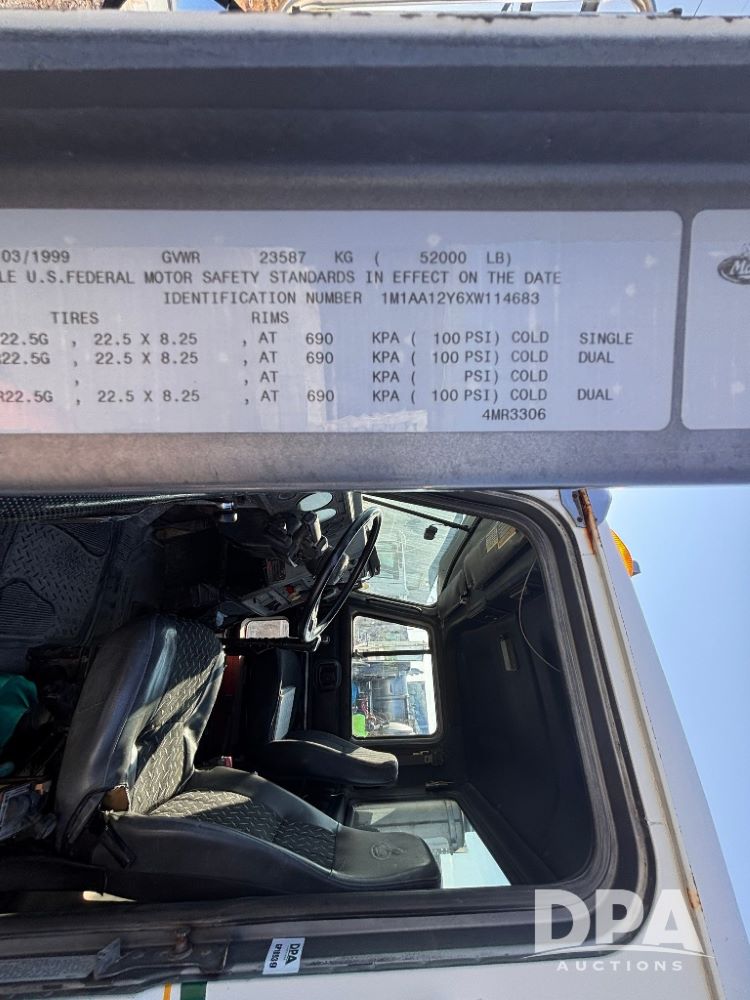 03/1999 GVWR 23587 KG ( 52000 LB)
LE U.S.FEDERAL MOTOR SAFETY STANDARDS IN EFFECT ON THE DATE
IDENTIFICATION NUMBER 1M1AA12Y6XW114683
TIRES RIMS
22.5G , 22.5 X 8.25 , AT 690 KPA ( 100 PSI) COLD SINGLE
22.5G , 22.5 X 8.25 , AT 690 KPA ( 100 PSI) COLD DUAL
, , AT KPA ( PSI) COLD
R22.5G , 22.5 X 8.25 , AT 690 KPA ( 100 PSI) COLD DUAL
4MR3306
DPA
DPA
AUCTIONS